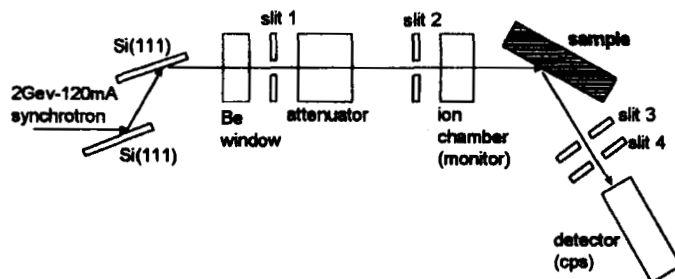 slit 1
slit 2
Si(111)
sample
2Gev-120mA
synchrotron
Si(111)
Be
window
attenuator
ion
chamber
(monitor)
slit 3
slit 4
detector
(cps)